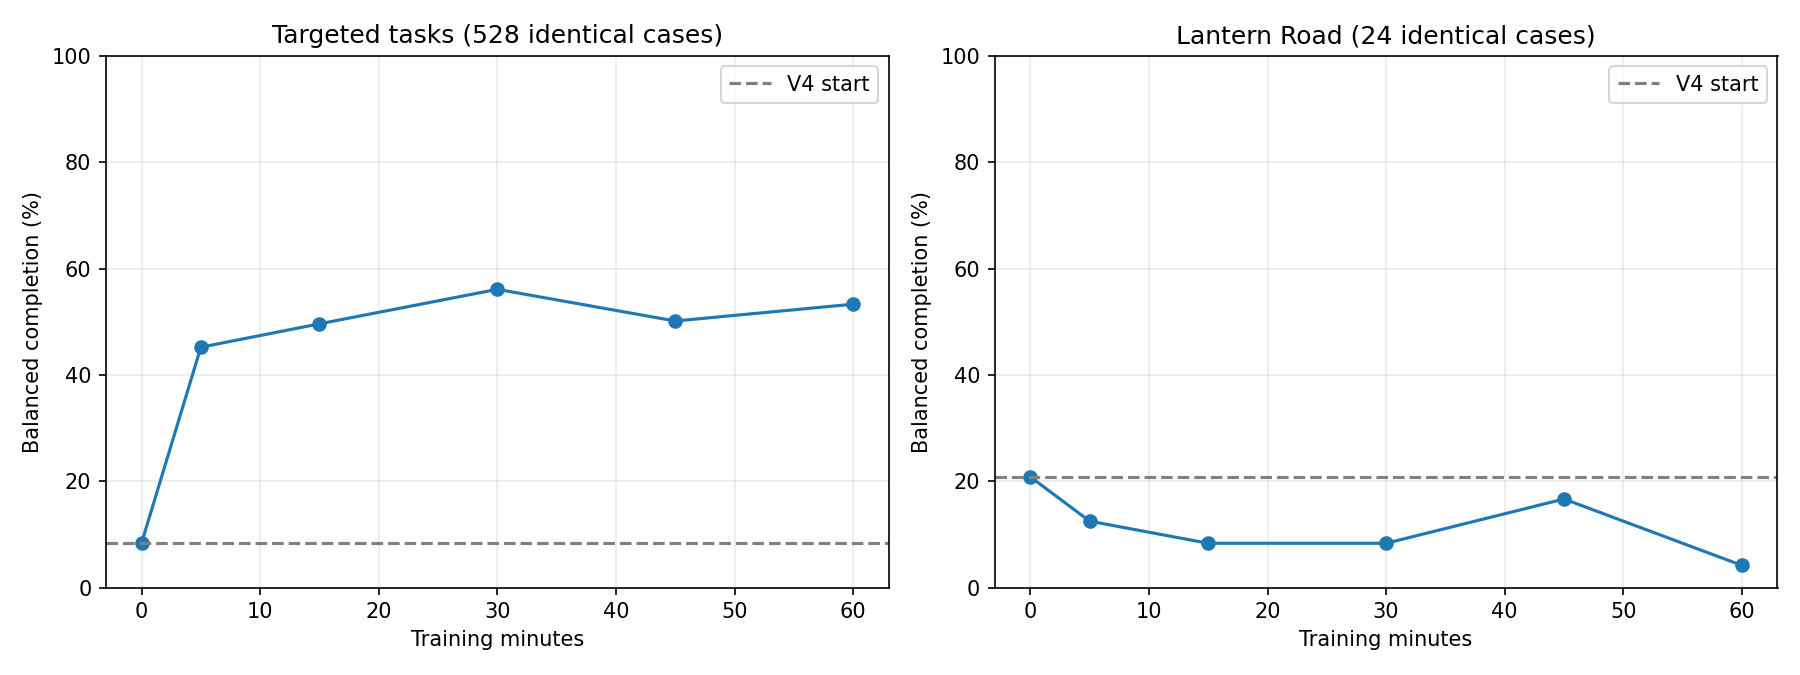 Targeted tasks (528 identical cases)
V4 start
Balanced completion (%)
100
80
60
40
20
0
0 10 20 30 40 50 60
Training minutes
Lantern Road (24 identical cases)
V4 start
Balanced completion (%)
100
80
60
40
20
0
0 10 20 30 40 50 60
Training minutes